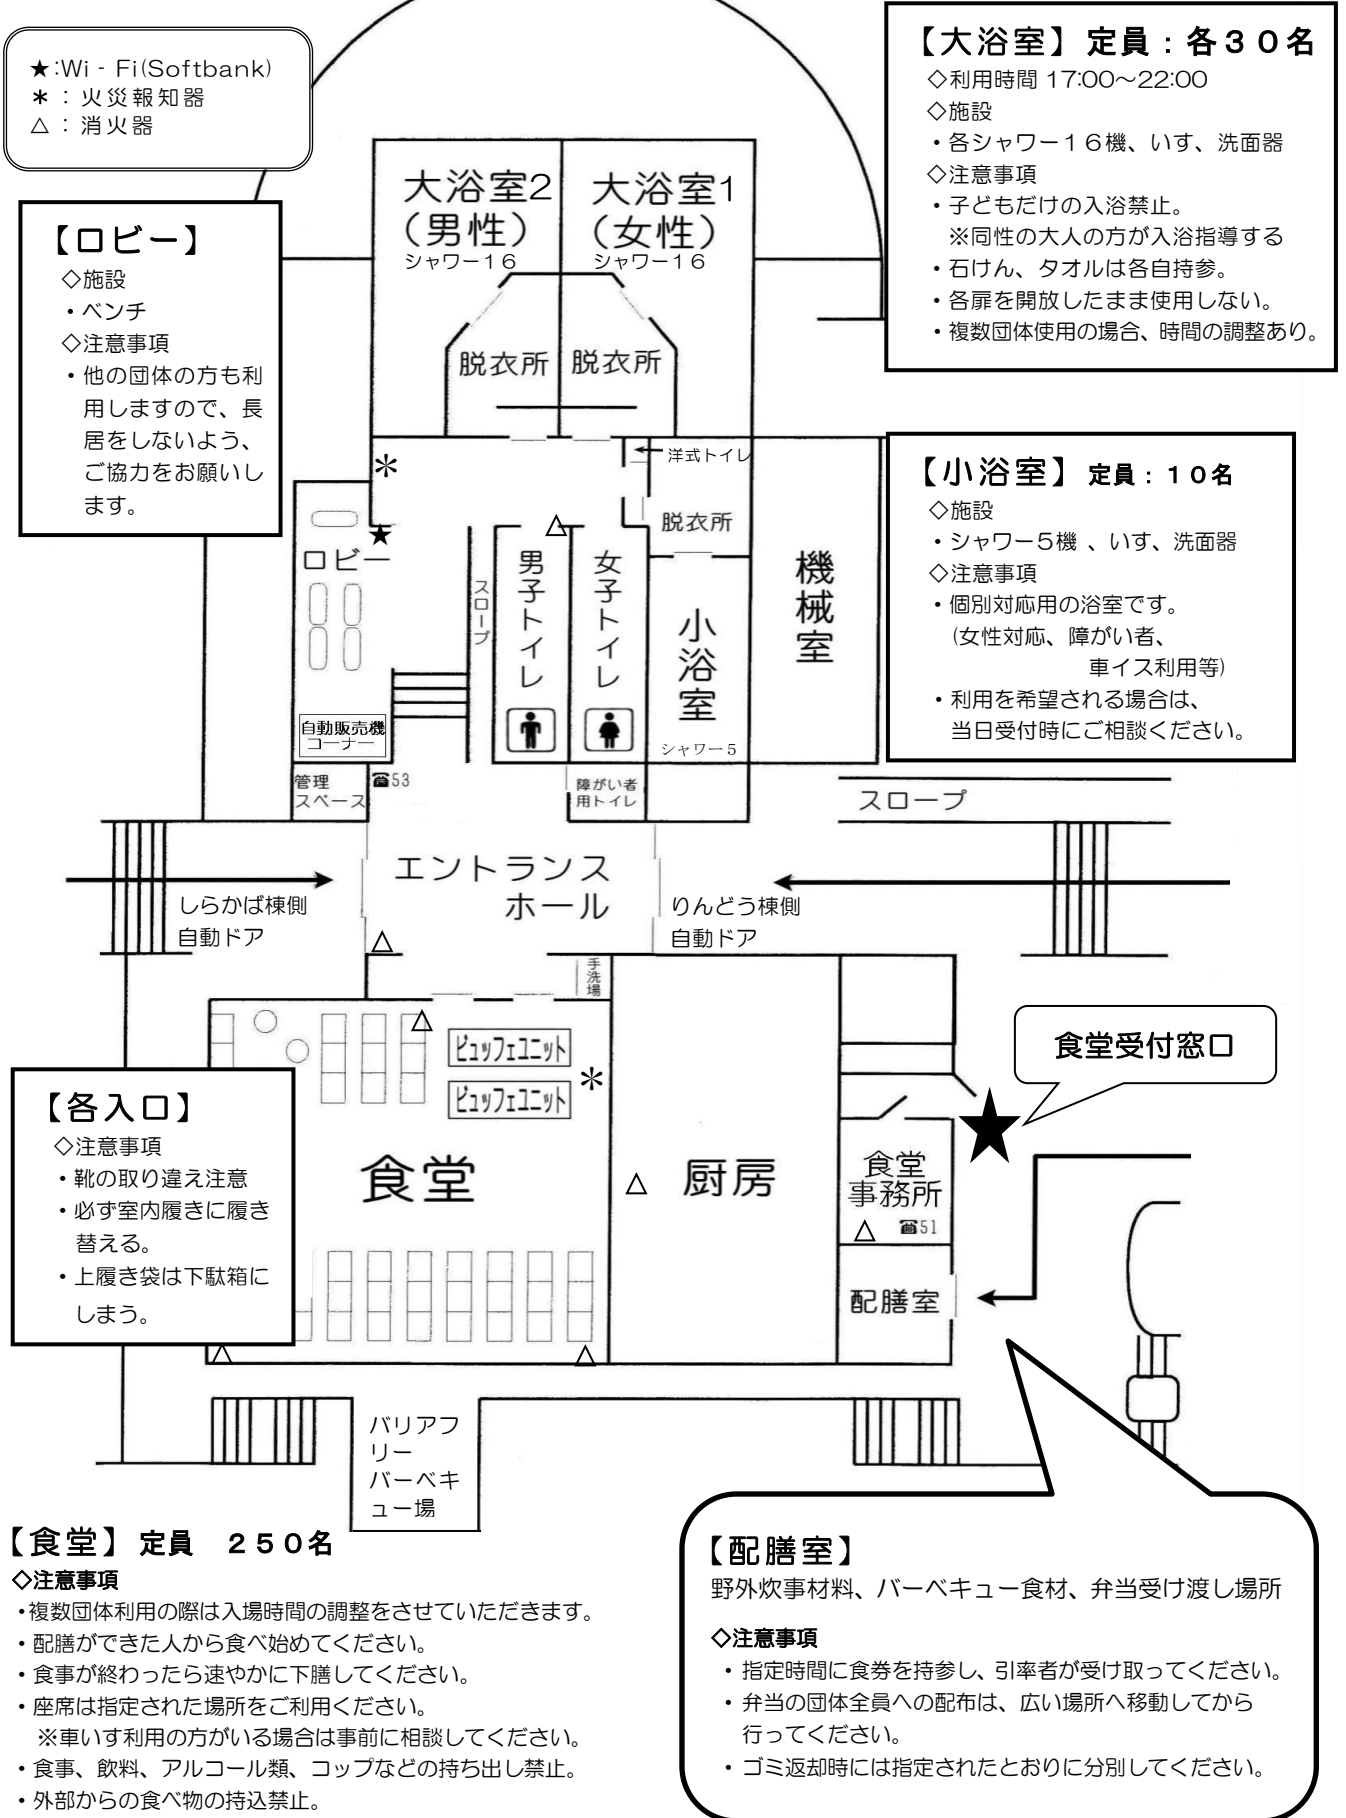 ★:Wi‐Fi(Softbank)
＊：火災報知器
△：消火器
【大浴室】定員：各３０名
◇利用時間 17:00～22:00
◇施設
・各シャワー１６機、いす、洗面器
◇注意事項
・子どもだけの入浴禁止。
※同性の大人の方が入浴指導する
・石けん、タオルは各自持参。
・各扉を開放したまま使用しない。
・複数団体使用の場合、時間の調整あり。
【ロビー】
◇施設
・ベンチ
◇注意事項
・他の団体の方も利
用しますので、長
居をしないよう、
ご協力をお願いし
ます。
大浴室2
（男性）
シャワー１６
大浴室1
（女性）
シャワー１６
脱衣所
脱衣所
【小浴室】定員：１０名
◇施設
・シャワー５機 、いす、洗面器
◇注意事項
・個別対応用の浴室です。
(女性対応、障がい者、
車イス利用等)
・利用を希望される場合は、
当日受付時にご相談ください。
＊
洋式トイレ
脱衣所
★
△
ロビー
スロープ
男子トイレ
女子トイレ
小浴室
シャワー５
機械室
自動販売機
コーナー
管理
スペース
☎53
障がい者
用トイレ
スロープ
エントランス
ホール
しらかば棟側
自動ドア
りんどう棟側
自動ドア
△
手洗場
△
ビュッフェユニット
ビュッフェユニット
＊
食堂
△
厨房
食堂
事務所
△ ☎51
配膳室
★
食堂受付窓口
【各入口】
◇注意事項
・靴の取り違え注意
・必ず室内履きに履き
替える。
・上履き袋は下駄箱に
しまう。
△
△
バリアフ
リー
バーベキ
ュー場
【食堂】定員　２５０名
◇注意事項
・複数団体利用の際は入場時間の調整をさせていただきます。
・配膳ができた人から食べ始めてください。
・食事が終わったら速やかに下膳してください。
・座席は指定された場所をご利用ください。
※車いす利用の方がいる場合は事前に相談してください。
・食事、飲料、アルコール類、コップなどの持ち出し禁止。
・外部からの食べ物の持込禁止。
【配膳室】
野外炊事材料、バーベキュー食材、弁当受け渡し場所
◇注意事項
・指定時間に食券を持参し、引率者が受け取ってください。
・弁当の団体全員への配布は、広い場所へ移動してから
行ってください。
・ゴミ返却時には指定されたとおりに分別してください。